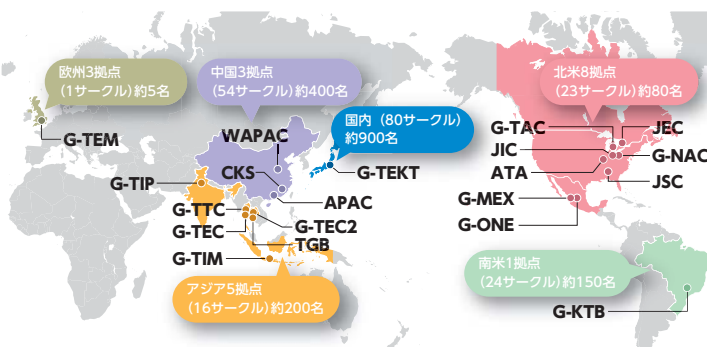 欧州3拠点
（1サークル）約5名
G-TEM
中国3拠点
（54サークル）約400名
WAPAC
CKS
APAC
国内（80サークル）
約900名
G-TEKT
G-TIP
G-TTC
G-TEC
G-TIM
G-TEC2
TGB
アジア5拠点
（16サークル）約200名
北米8拠点
（23サークル）約80名
G-TAC
JIC
ATA
JEC
G-NAC
JSC
G-MEX
G-ONE
南米1拠点
（24サークル）約150名
G-KTB